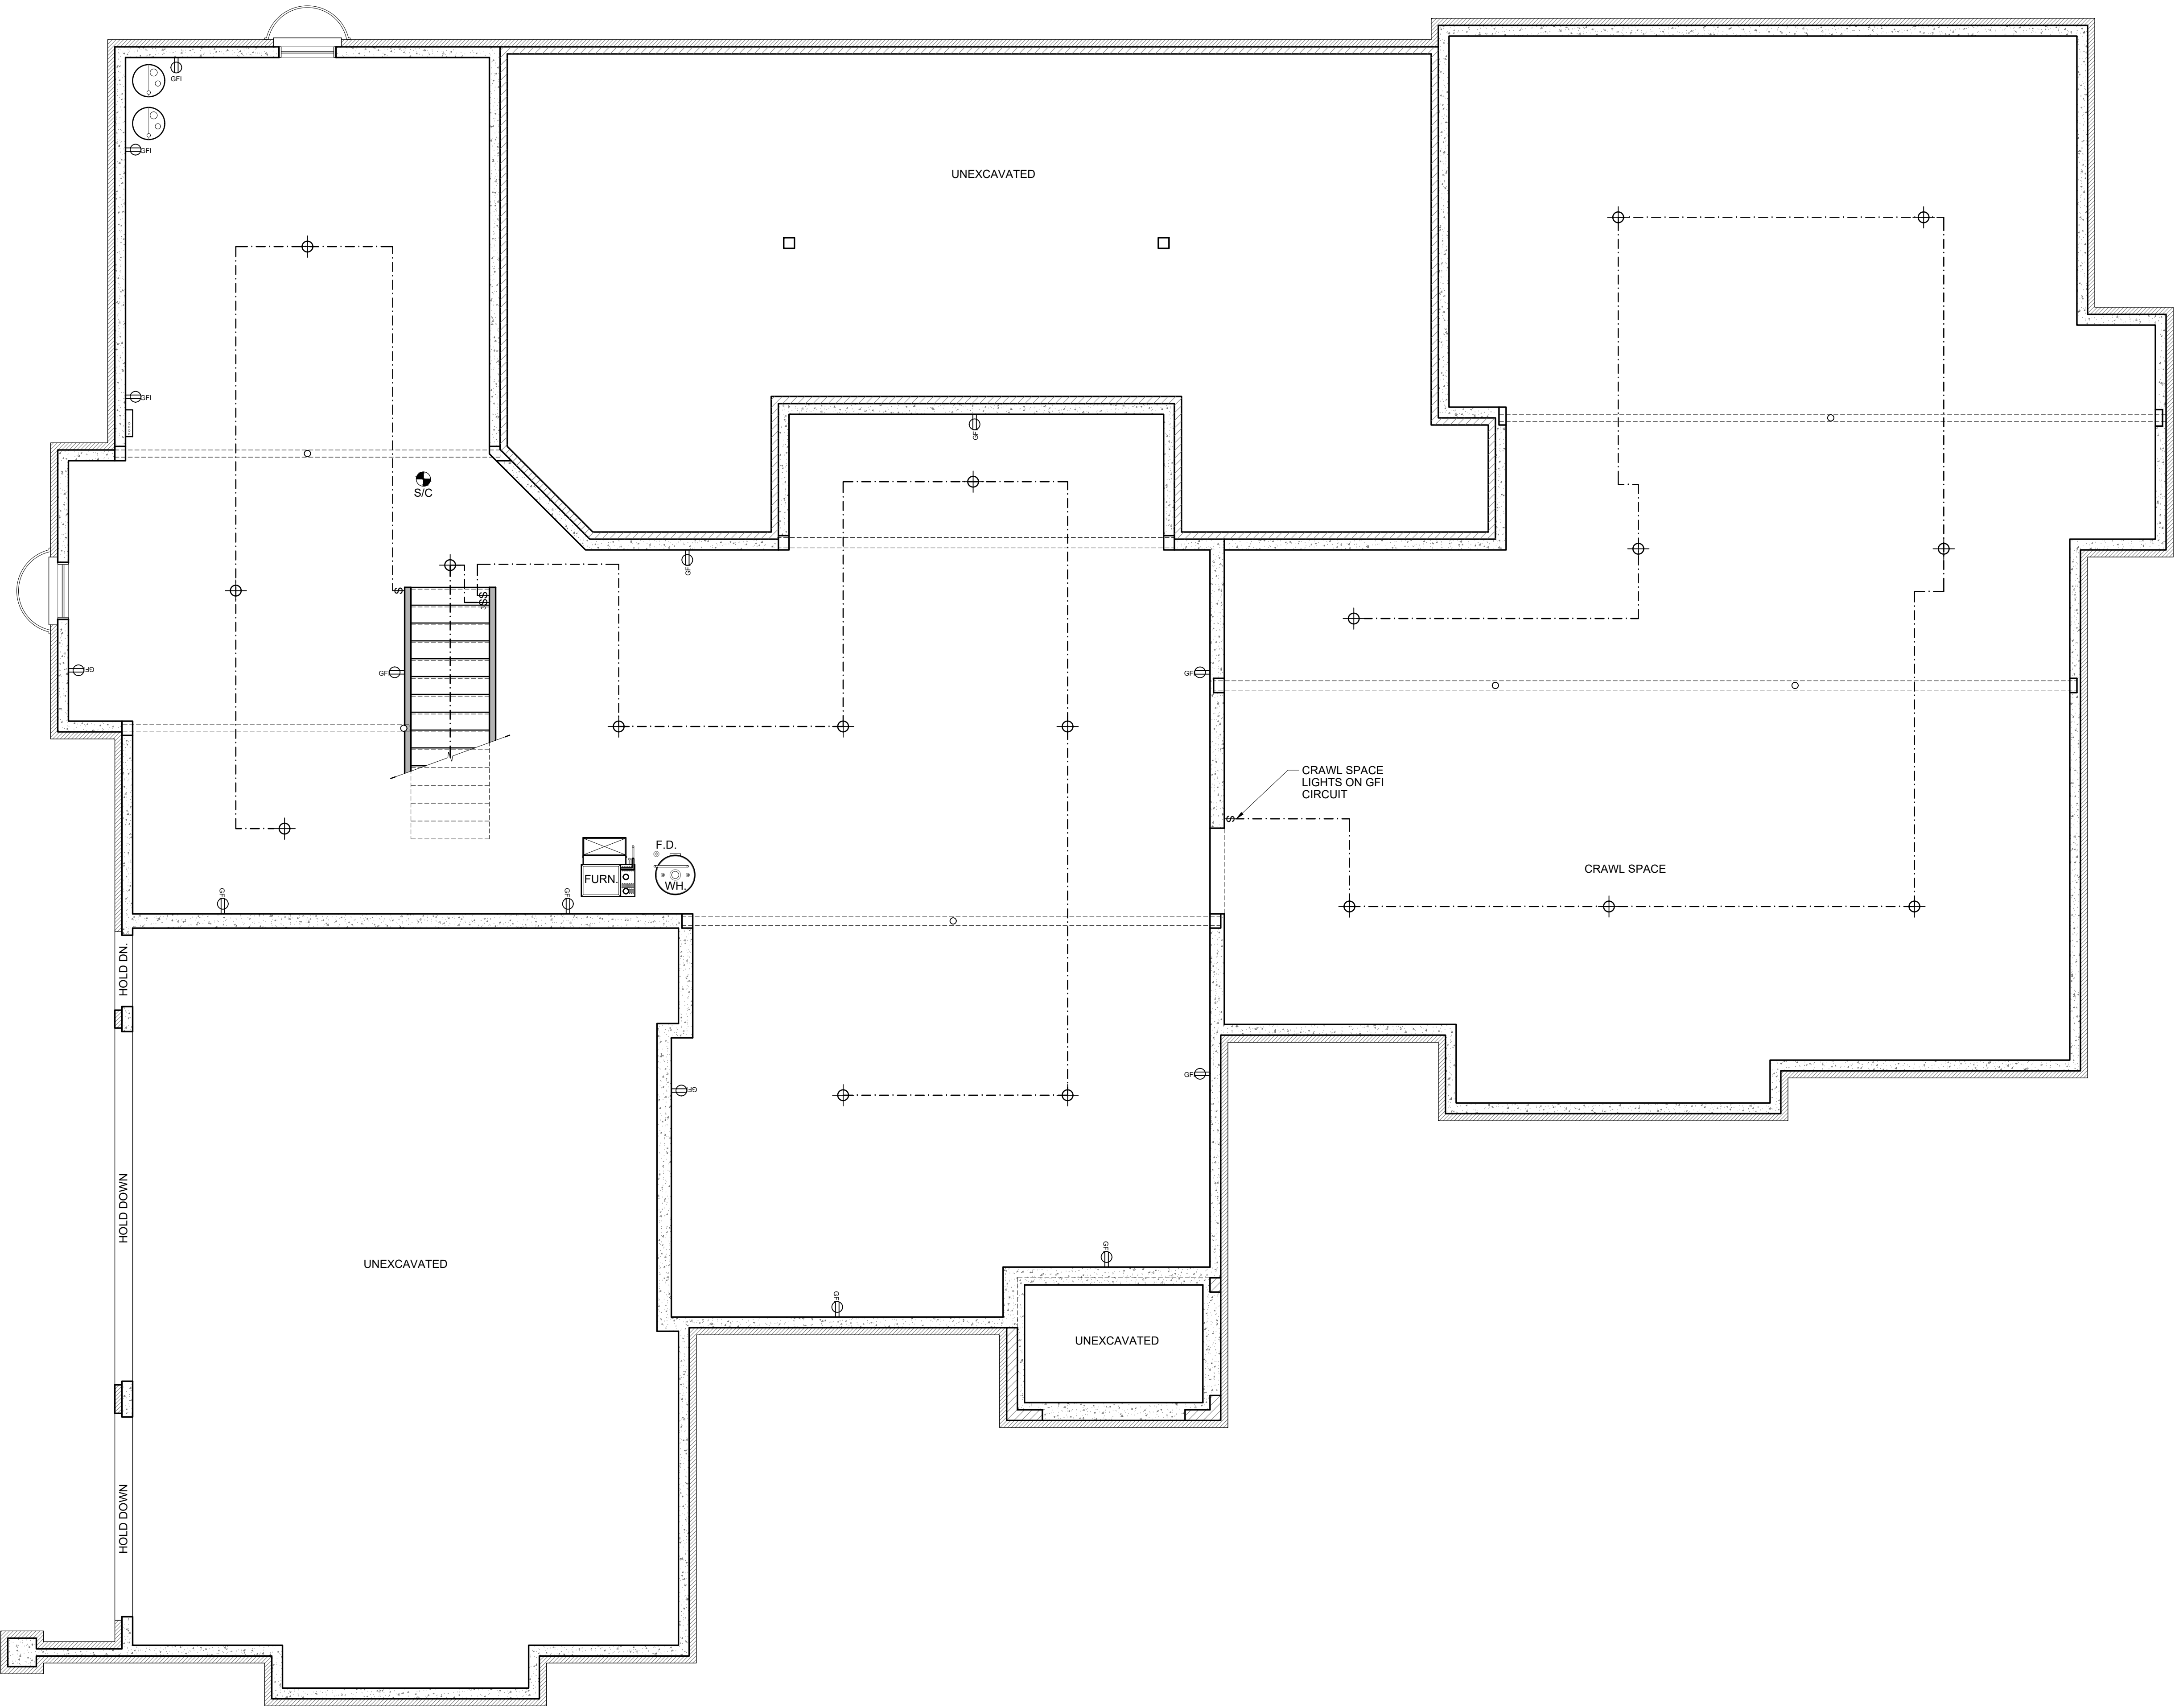 GFI
GFI
UNEXCAVATED
GFI
S/C
GFI
GFI
S
$
$
GFI
GFI
GFI
CRAWL SPACE
LIGHTS ON GFI
CIRCUIT
$
F.D.
FURN.
WH.
CRAWL SPACE
GFI
GFI
HOLD DN.
GFI
GFI
HOLD DOWN
UNEXCAVATED
GFI
GFI
UNEXCAVATED
HOLD DOWN